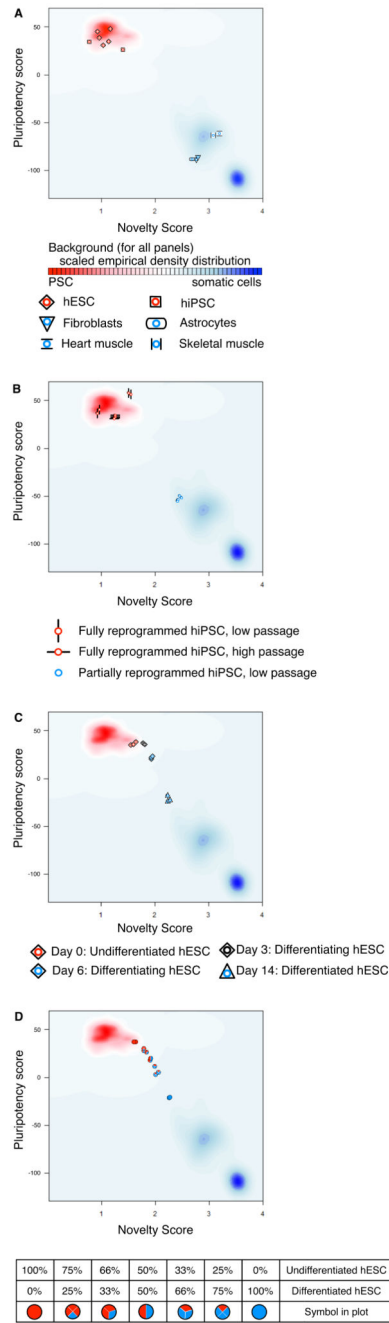 A
Pluripotency score
50
0
-50
-100
1 2 3 4
Novelty Score
Background (for all panels)
scaled empirical density distribution
PSC somatic cells
hESC hiPSC
Fibroblasts Astrocytes
Heart muscle Skeletal muscle
B
Pluripotency score
50
0
-50
-100
1 2 3 4
Novelty Score
Fully reprogrammed hiPSC, low passage
Fully reprogrammed hiPSC, high passage
Partially reprogrammed hiPSC, low passage
C
Pluripotency score
50
0
-50
-100
1 2 3 4
Novelty Score
Day 0: Undifferentiated hESC Day 3: Differentiating hESC
Day 6: Differentiating hESC Day 14: Differentiated hESC
D
Pluripotency score
50
0
-50
-100
1 2 3 4
Novelty Score
100% 75% 66% 50% 33% 25% 0% Undifferentiated hESC
0% 25% 33% 50% 66% 75% 100% Differentiated hESC
Symbol in plot